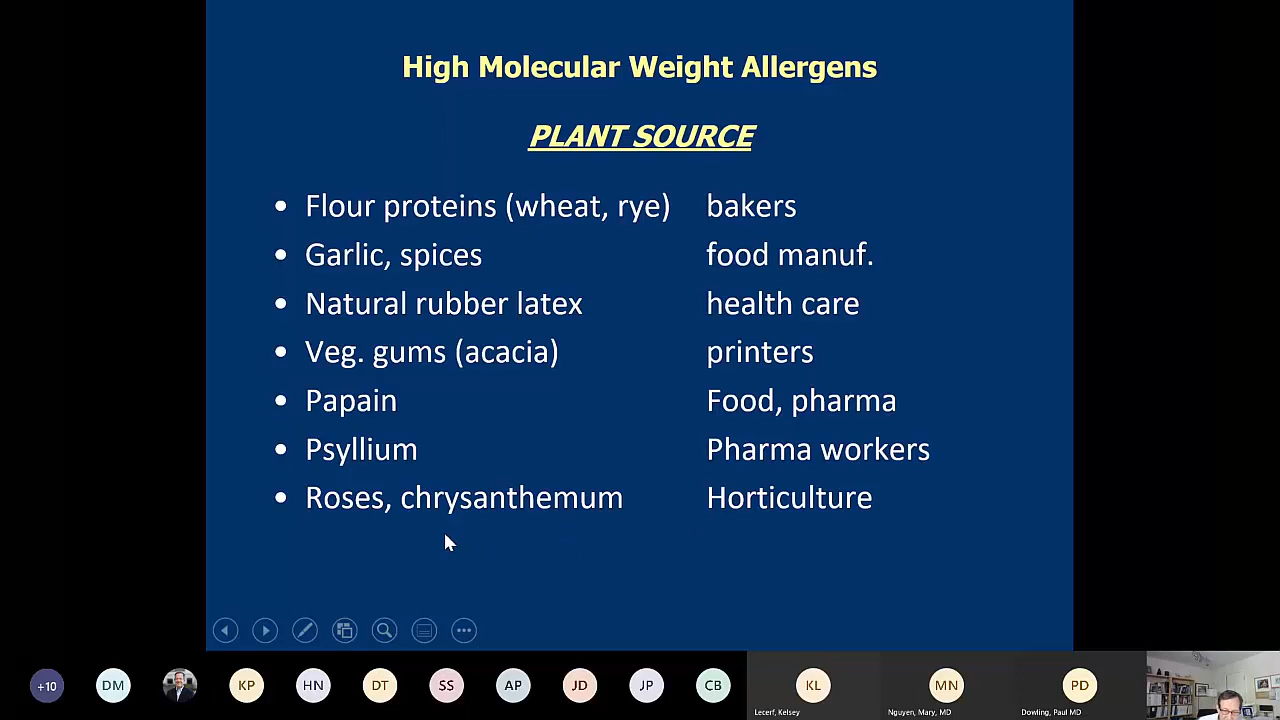 High Molecular Weight Allergens
PLANT SOURCE
• Flour proteins (wheat, rye) bakers
• Garlic, spices food manuf.
• Natural rubber latex health care
• Veg. gums (acacia) printers
• Papain Food, pharma
• Psyllium Pharma workers
• Roses, chrysanthemum Horticulture
+10 DM KP HN DT SS AP JD JP CB KL MN PD
Lecerf, Kelsey Nguyen, Mary, MD Dowling, Paul MD